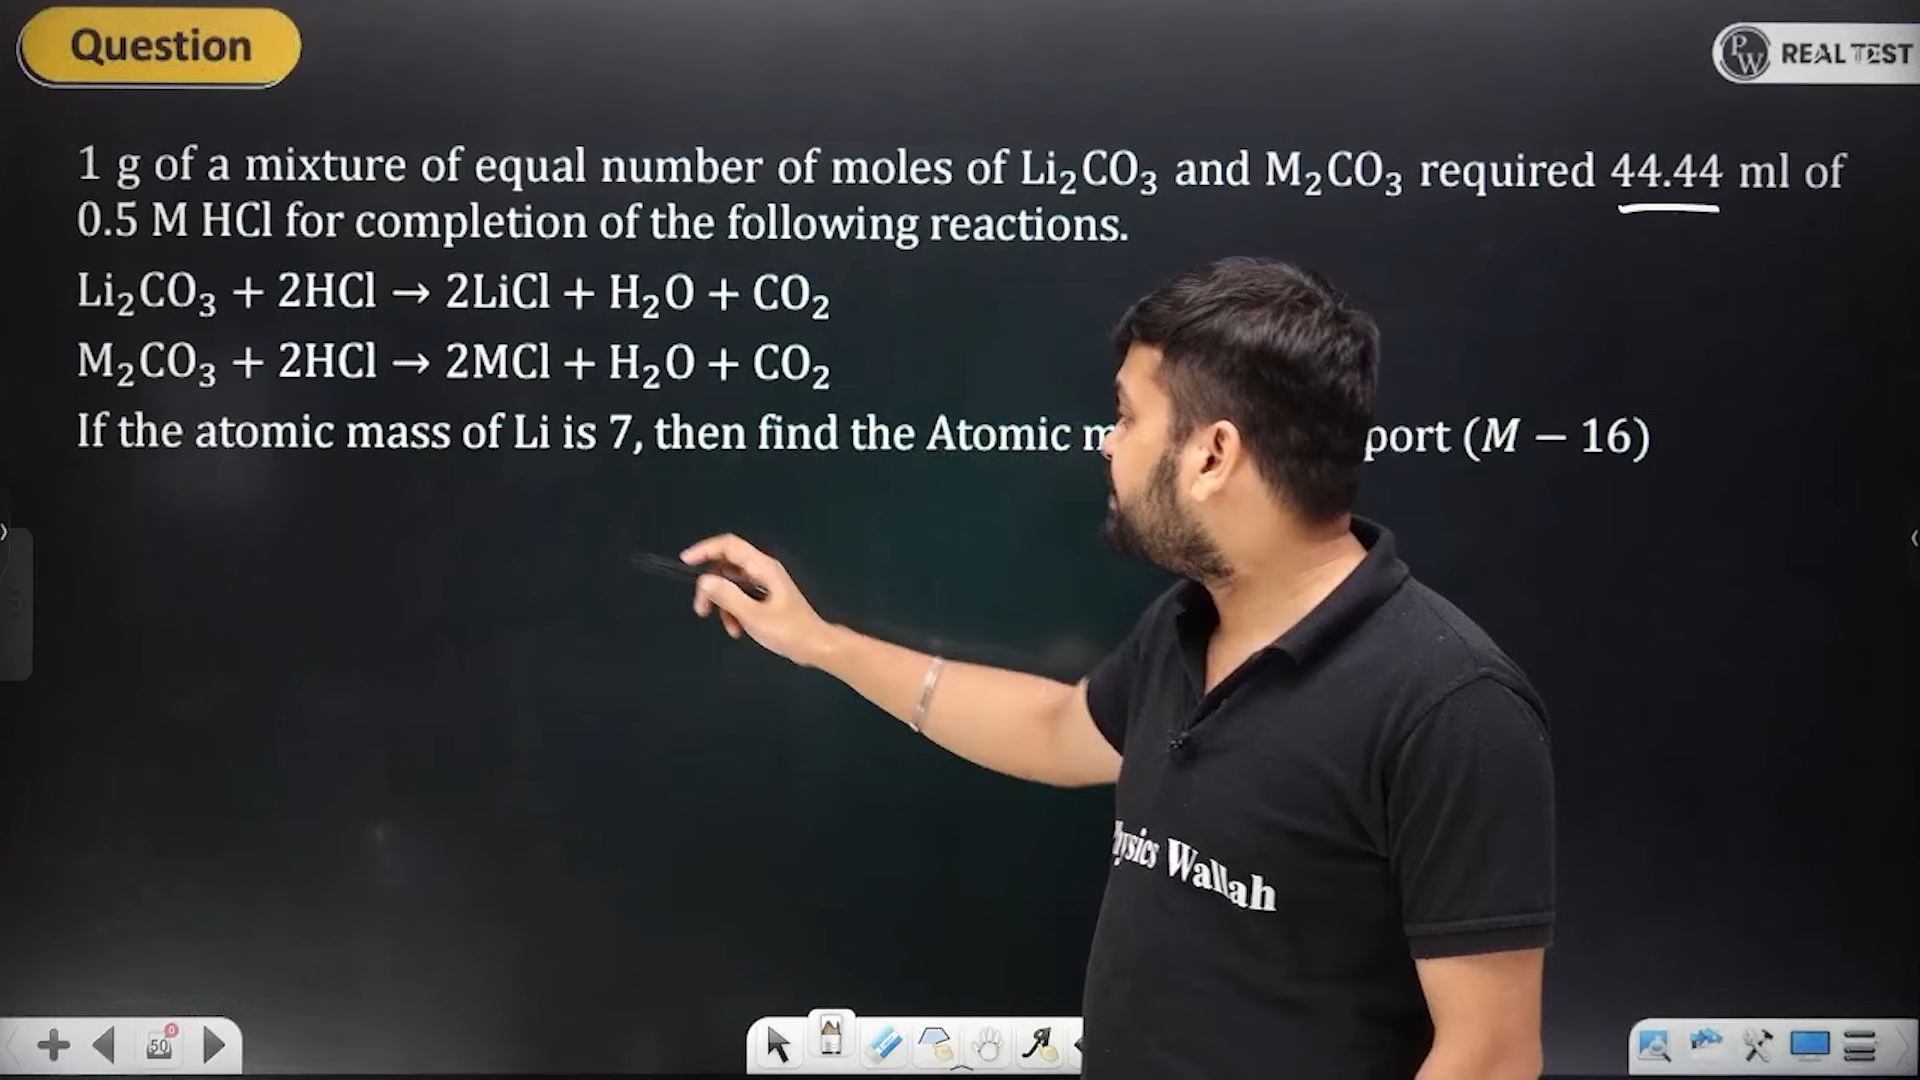 Question
PW REAL TEST
1 g of a mixture of equal number of moles of Li₂CO₃ and M₂CO₃ required 44.44 ml of
0.5 M HCl for completion of the following reactions.
Li₂CO₃ + 2HCl → 2LiCl + H₂O + CO₂
M₂CO₃ + 2HCl → 2MCl + H₂O + CO₂
If the atomic mass of Li is 7, then find the Atomic port (M − 16)
Wallah
50
0